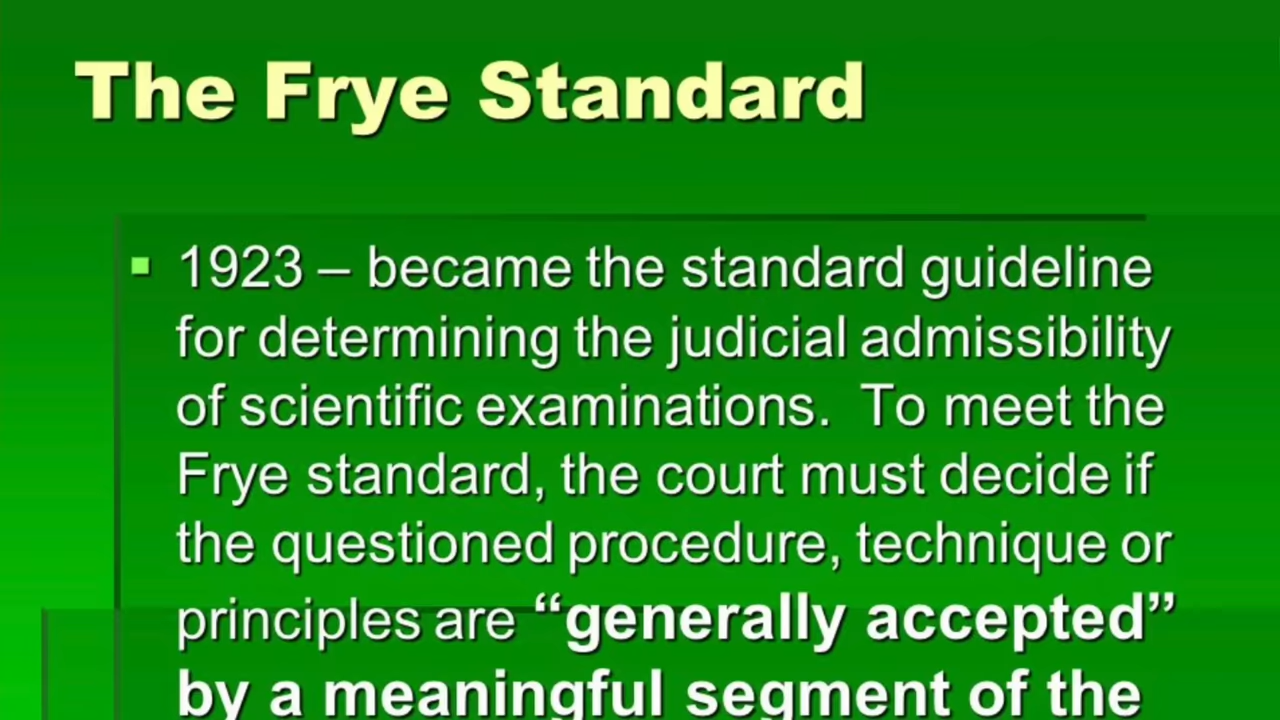 The Frye Standard
1923 – became the standard guideline
for determining the judicial admissibility
of scientific examinations.  To meet the
Frye standard, the court must decide if
the questioned procedure, technique or
principles are “generally accepted”
by a meaningful segment of the